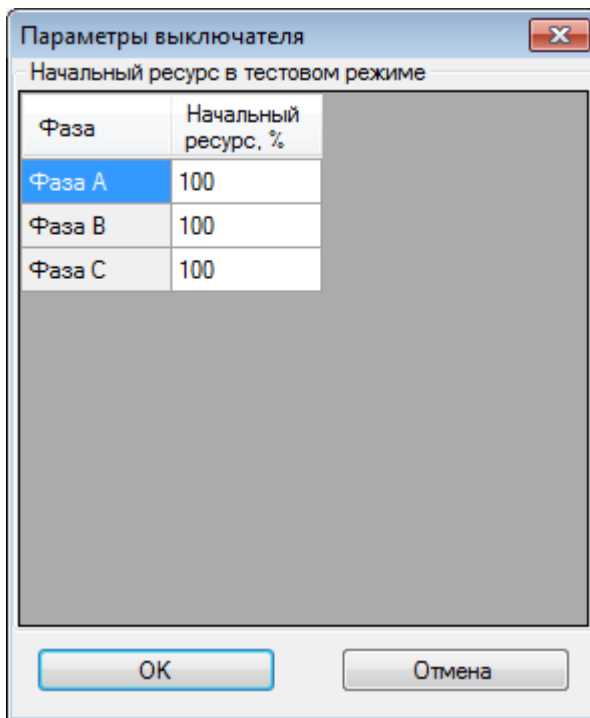 Параметры выключателя
Начальный ресурс в тестовом режиме
Фаза
Начальный
ресурс, %
Фаза A 100
Фаза B 100
Фаза C 100
OK Отмена